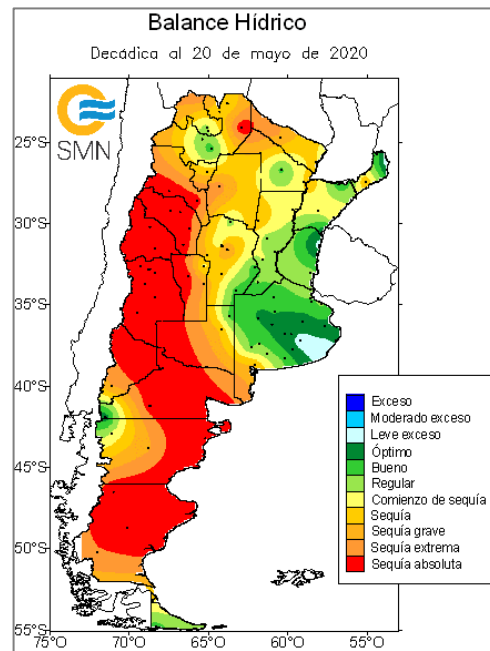 Balance Hídrico
Decádica al 20 de mayo de 2020
SMN
25°S
30°S
35°S
40°S
45°S
50°S
55°S
75°O 70°O 65°O 60°O 55°O
Exceso
Moderado exceso
Leve exceso
Óptimo
Bueno
Regular
Comienzo de sequía
Sequía
Sequía grave
Sequía extrema
Sequía absoluta